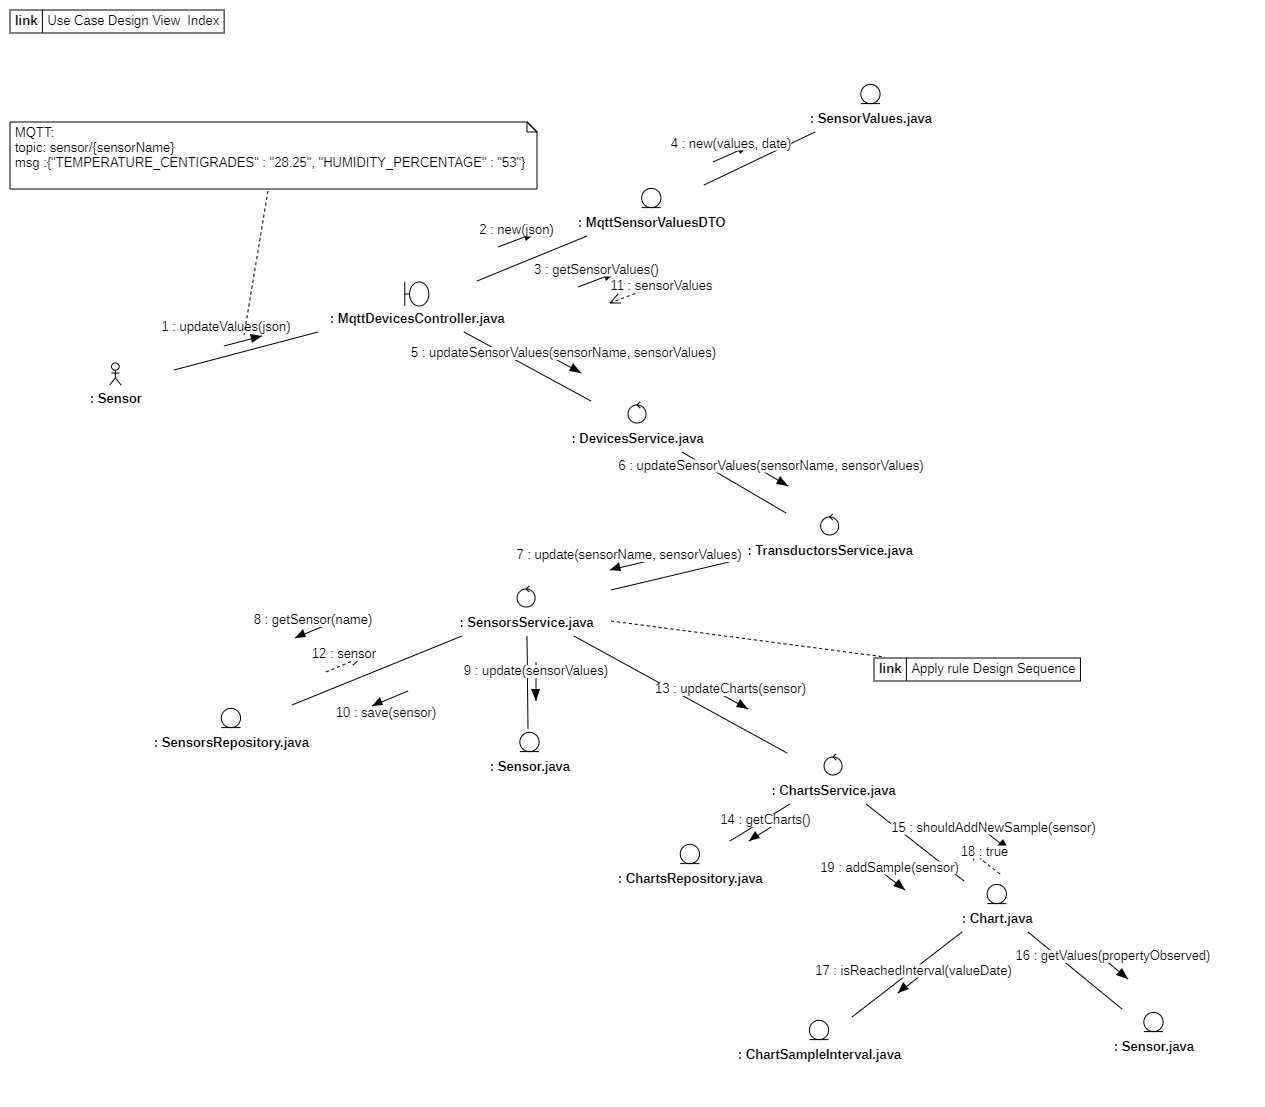 link Use Case Design View  Index
: SensorValues.java
MQTT:
topic: sensor/{sensorName}
msg :{"TEMPERATURE_CENTIGRADES" : "28.25", "HUMIDITY_PERCENTAGE" : "53"}
4 : new(values, date)
: MqttSensorValuesDTO
2 : new(json)
3 : getSensorValues()
11 : sensorValues
: MqttDevicesController.java
1 : updateValues(json)
5 : updateSensorValues(sensorName, sensorValues)
: Sensor
: DevicesService.java
6 : updateSensorValues(sensorName, sensorValues)
: TransductorsService.java
7 : update(sensorName, sensorValues)
8 : getSensor(name)
: SensorsService.java
12 : sensor
9 : update(sensorValues)
link Apply rule Design Sequence
13 : updateCharts(sensor)
10 : save(sensor)
: SensorsRepository.java
: Sensor.java
: ChartsService.java
14 : getCharts()
15 : shouldAddNewSample(sensor)
18 : true
19 : addSample(sensor)
: ChartsRepository.java
: Chart.java
16 : getValues(propertyObserved)
17 : isReachedInterval(valueDate)
: Sensor.java
: ChartSampleInterval.java